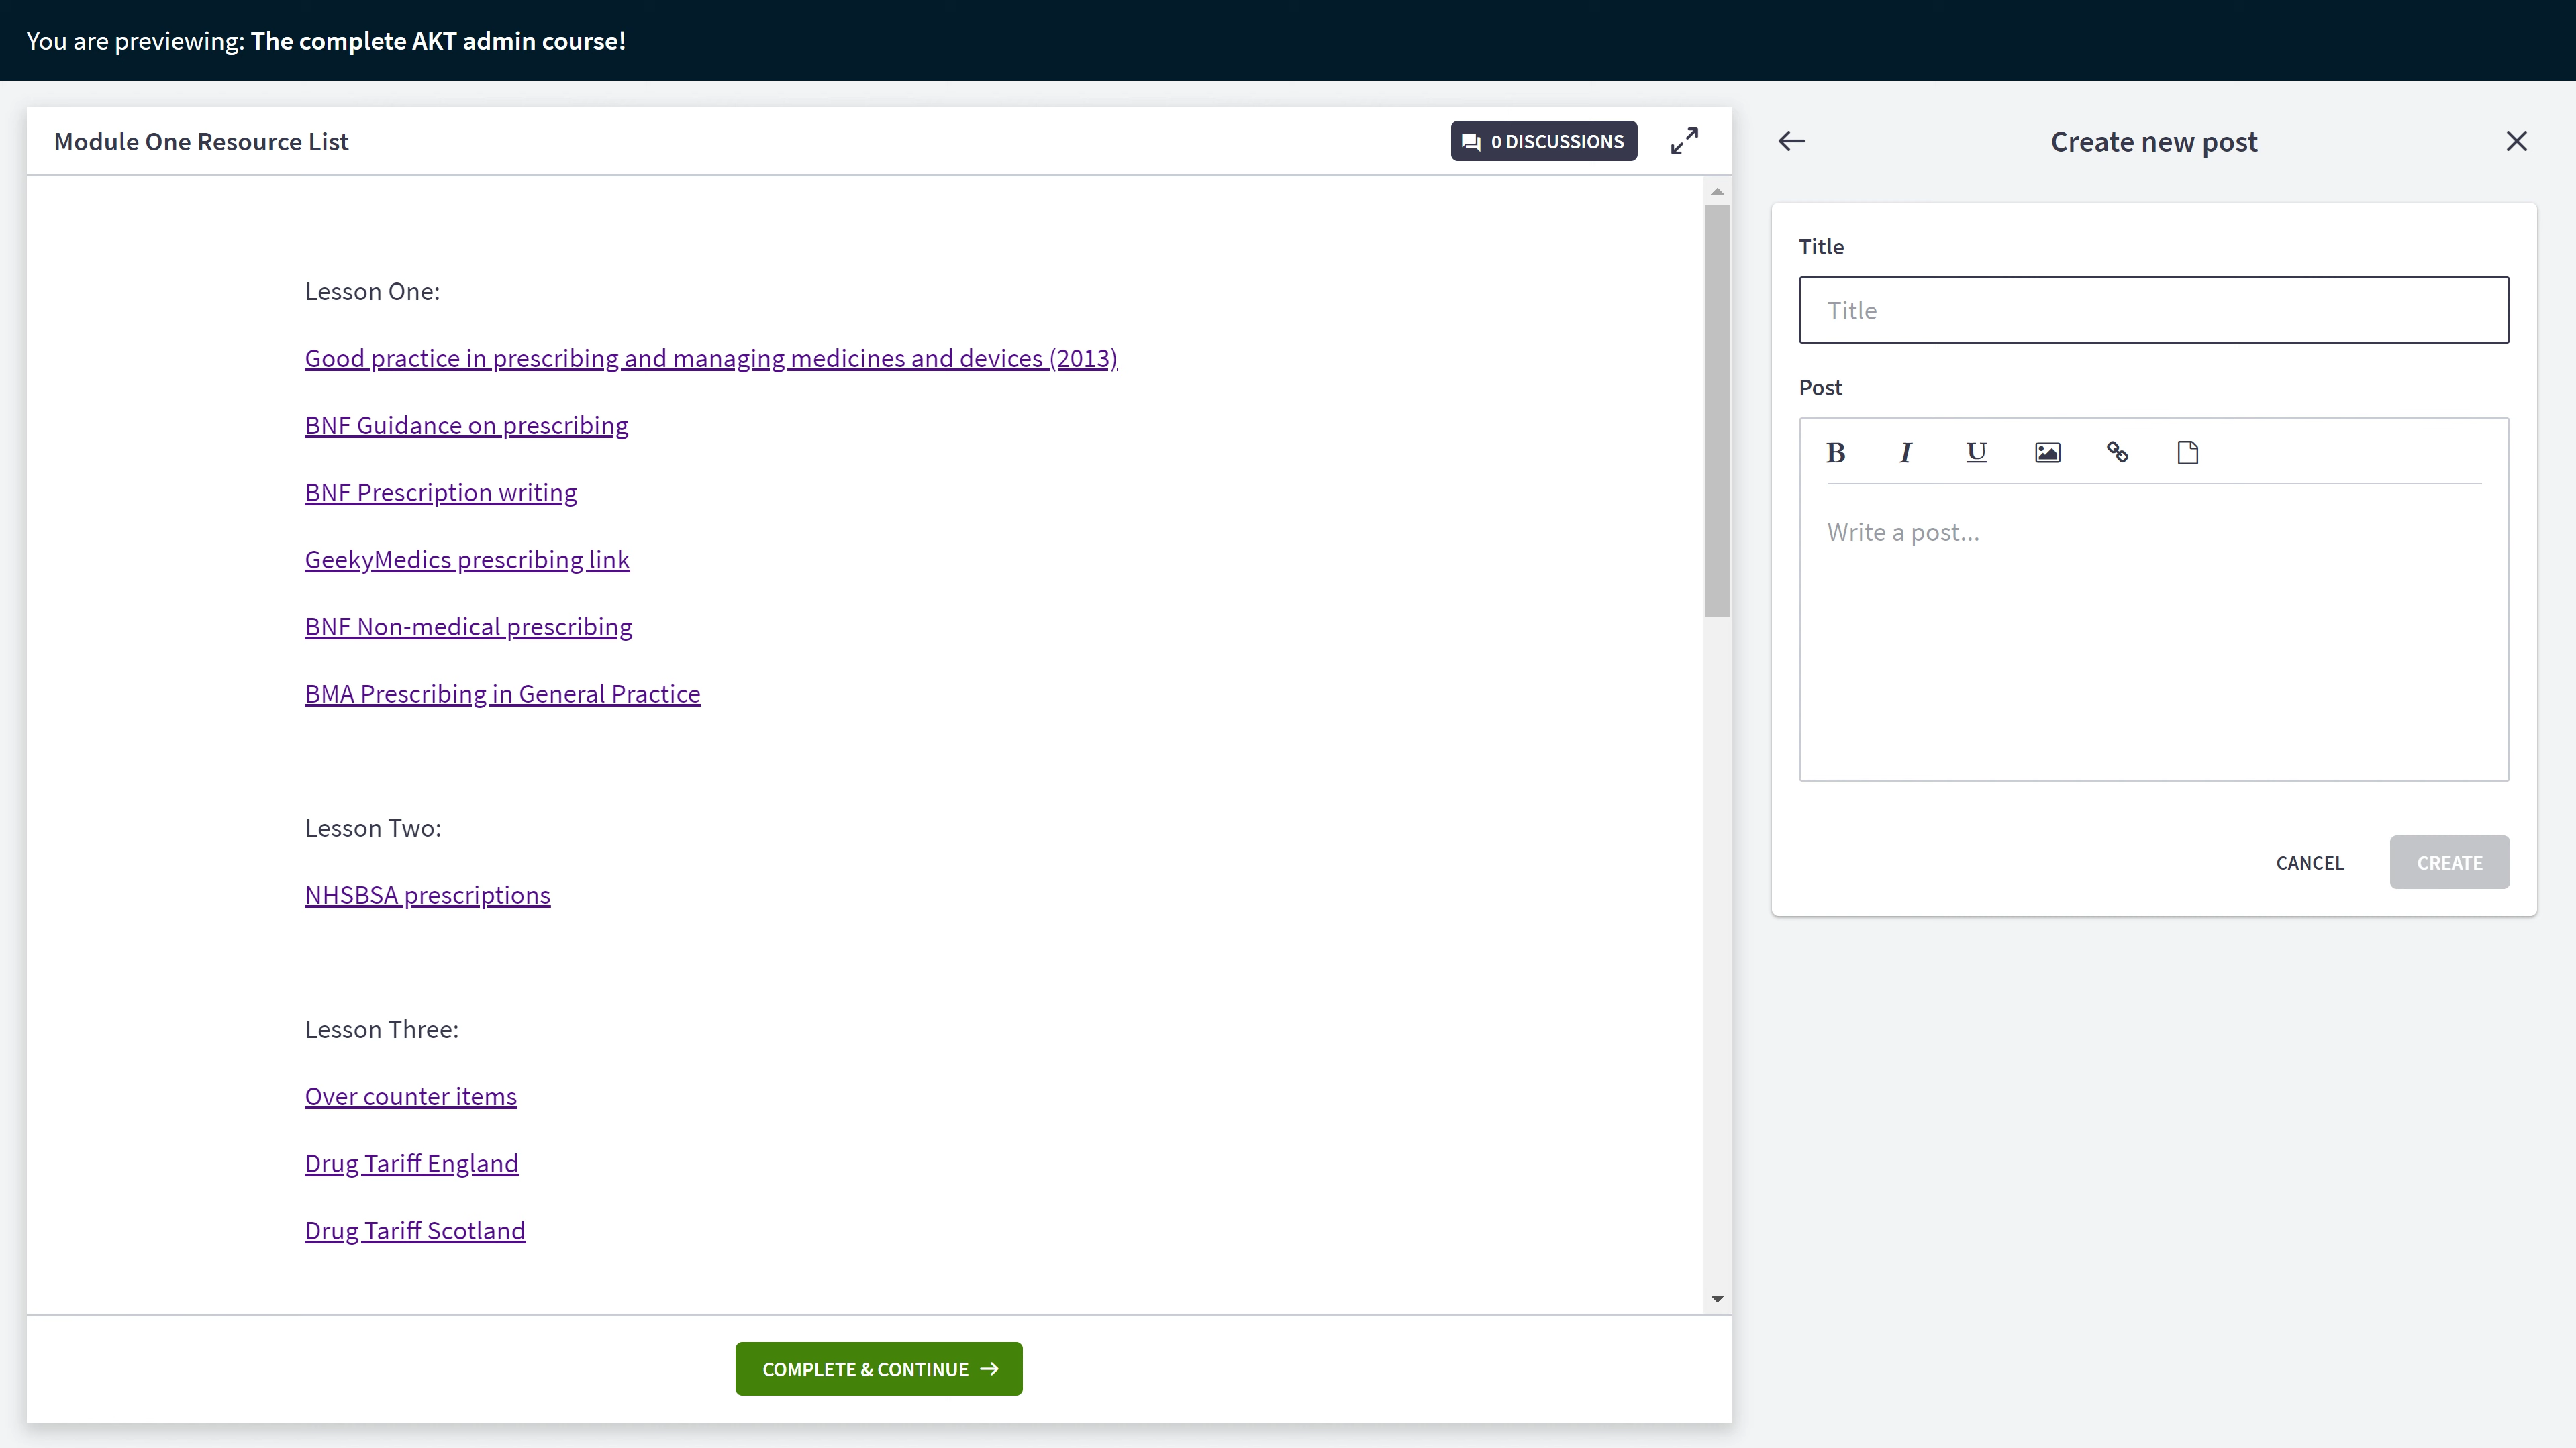 You are previewing: The complete AKT admin course!
Module One Resource List
0 DISCUSSIONS
Lesson One:
Good practice in prescribing and managing medicines and devices (2013)
BNF Guidance on prescribing
BNF Prescription writing
GeekyMedics prescribing link
BNF Non-medical prescribing
BMA Prescribing in General Practice
Lesson Two:
NHSBSA prescriptions
Lesson Three:
Over counter items
Drug Tariff England
Drug Tariff Scotland
COMPLETE & CONTINUE
Create new post
Title
Title
Post
B I U
Write a post...
CANCEL
CREATE